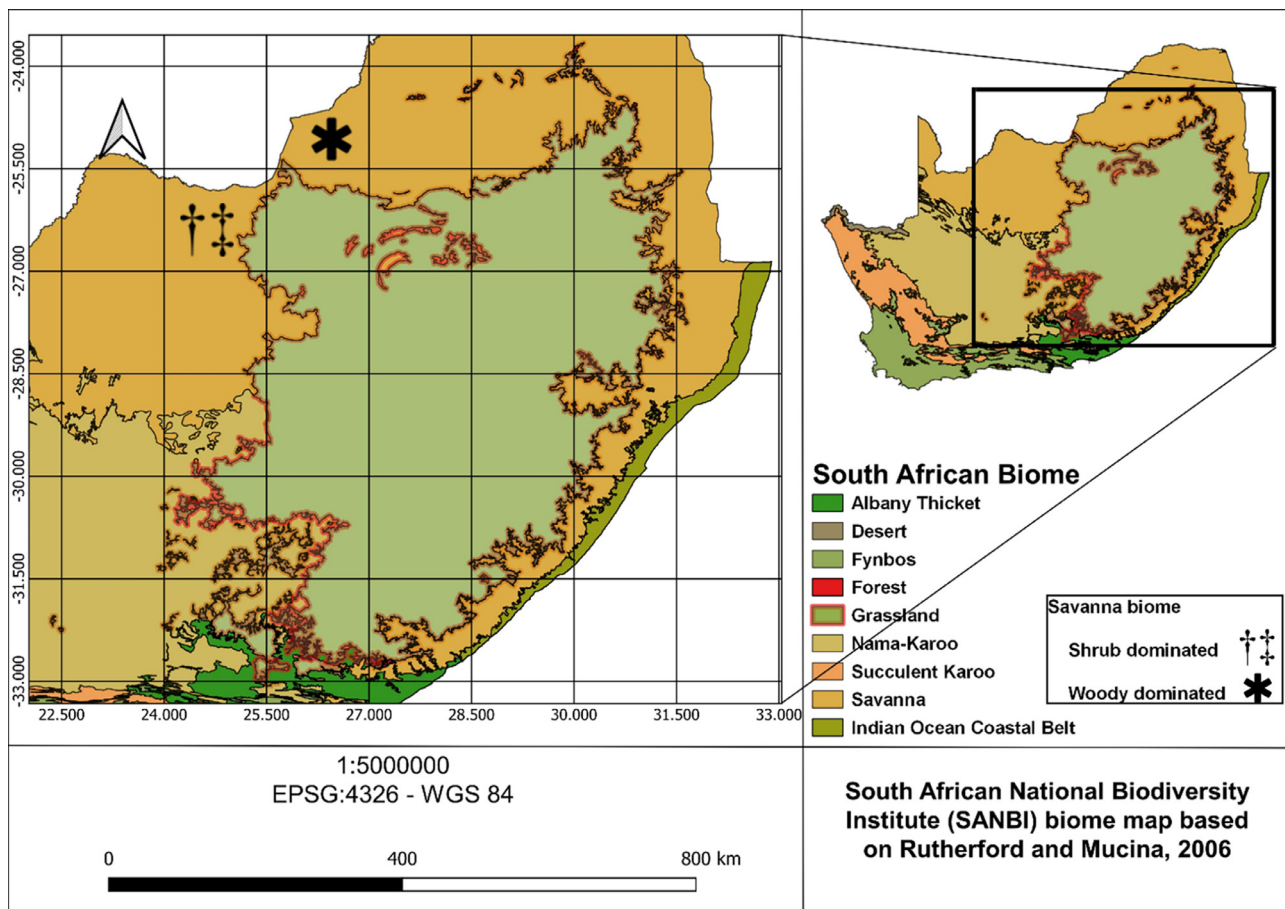 -24.000
-25.500
-27.000
-28.500
-30.000
-31.500
-33.000
22.500 24.000 25.500 27.000 28.500 30.000 31.500 33.000
✱
†‡
South African Biome
Albany Thicket
Desert
Fynbos
Forest
Grassland
Nama-Karoo
Succulent Karoo
Savanna
Indian Ocean Coastal Belt
Savanna biome
Shrub dominated †‡
Woody dominated ✱
1:5000000
EPSG:4326 - WGS 84
0 400 800 km
South African National Biodiversity
Institute (SANBI) biome map based
on Rutherford and Mucina, 2006